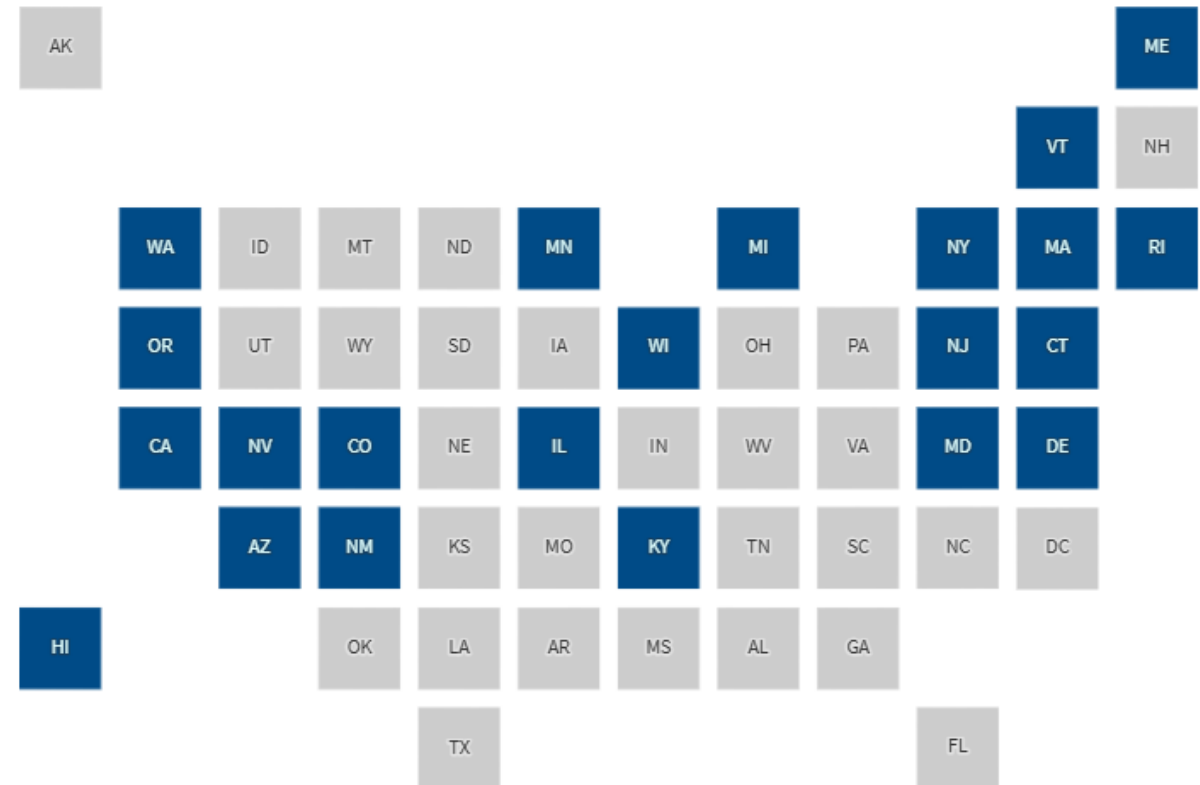 AK ME
VT NH
WA ID MT ND MN MI NY MA RI
OR UT WY SD IA WI OH PA NJ CT
CA NV CO NE IL IN WV VA MD DE
AZ NM KS MO KY TN SC NC DC
HI OK LA AR MS AL GA
TX FL